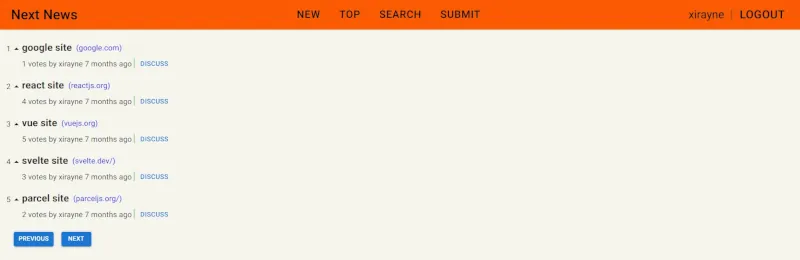 Next News NEW TOP SEARCH SUBMIT xirayne | LOGOUT
1 google site (google.com)
1 votes by xirayne 7 months ago | DISCUSS
2 react site (reactjs.org)
4 votes by xirayne 7 months ago | DISCUSS
3 vue site (vuejs.org)
5 votes by xirayne 7 months ago | DISCUSS
4 svelte site (svelte.dev/)
3 votes by xirayne 7 months ago | DISCUSS
5 parcel site (parceljs.org/)
2 votes by xirayne 7 months ago | DISCUSS
PREVIOUS NEXT